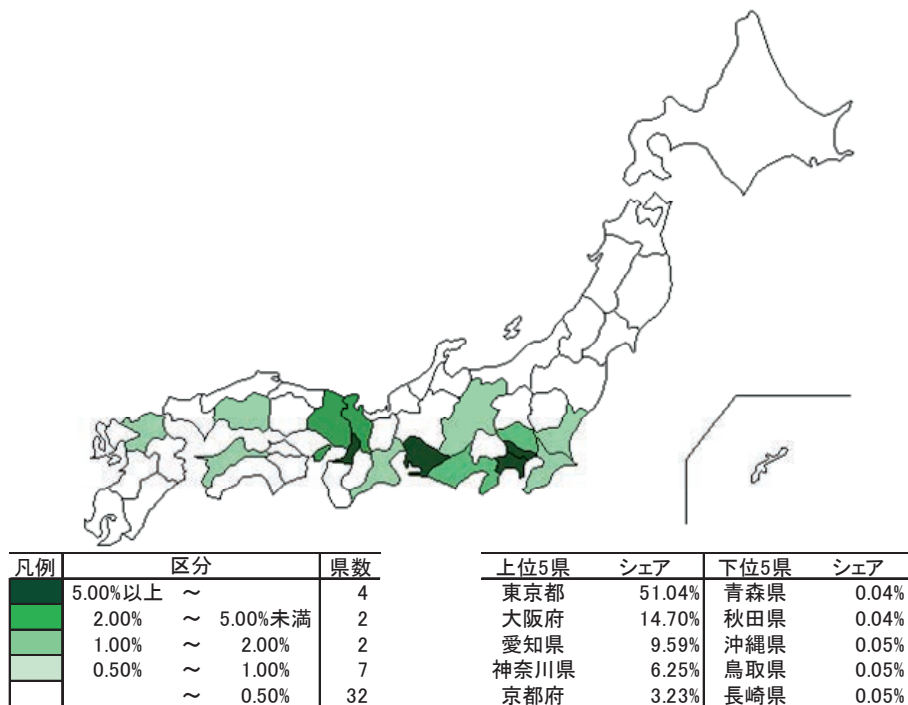 凡例 区分 県数
5.00%以上 ～ 4
2.00% ～ 5.00%未満 2
1.00% ～ 2.00% 2
0.50% ～ 1.00% 7
～ 0.50% 32
上位5県 シェア 下位5県 シェア
東京都 51.04% 青森県 0.04%
大阪府 14.70% 秋田県 0.04%
愛知県 9.59% 沖縄県 0.05%
神奈川県 6.25% 鳥取県 0.05%
京都府 3.23% 長崎県 0.05%